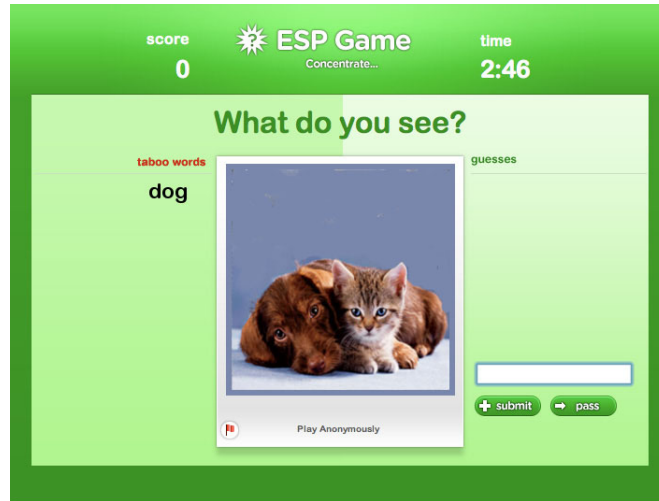 score
0
ESP Game
Concentrate...
time
2:46
What do you see?
taboo words
dog
guesses
submit
pass
Play Anonymously